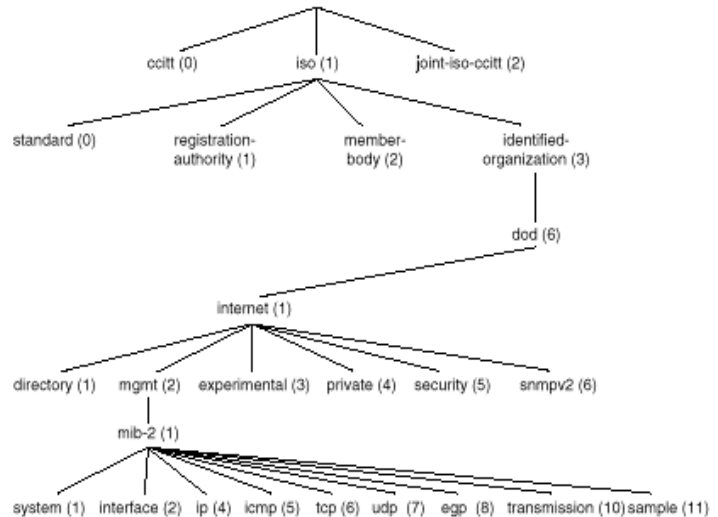 ccitt (0) iso (1) joint-iso-ccitt (2)
standard (0) registration- member- identified-
authority (1) body (2) organization (3)
dod (6)
internet (1)
directory (1) mgmt (2) experimental (3) private (4) security (5) snmpv2 (6)
mib-2 (1)
system (1) interface (2) ip (4) icmp (5) tcp (6) udp (7) egp (8) transmission (10) sample (11)